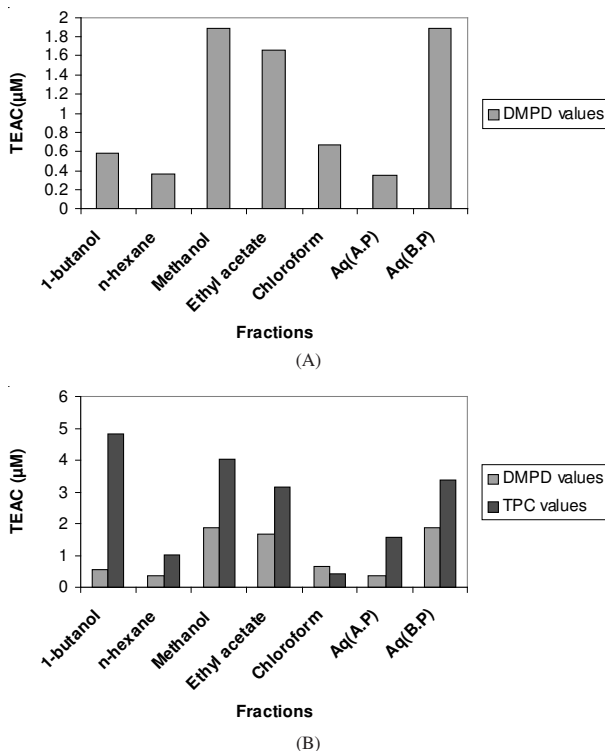 2
1.8
1.6
1.4
1.2
1
0.8
0.6
0.4
0.2
0
TEAC(µM)
DMPD values
1-butanol
n-hexane
Methanol
Ethyl acetate
Chloroform
Aq(A.P)
Aq(B.P)
Fractions
(A)
6
5
4
3
2
1
0
TEAC (µM)
DMPD values
TPC values
1-butanol
n-hexane
Methanol
Ethyl acetate
Chloroform
Aq(A.P)
Aq(B.P)
Fractions
(B)